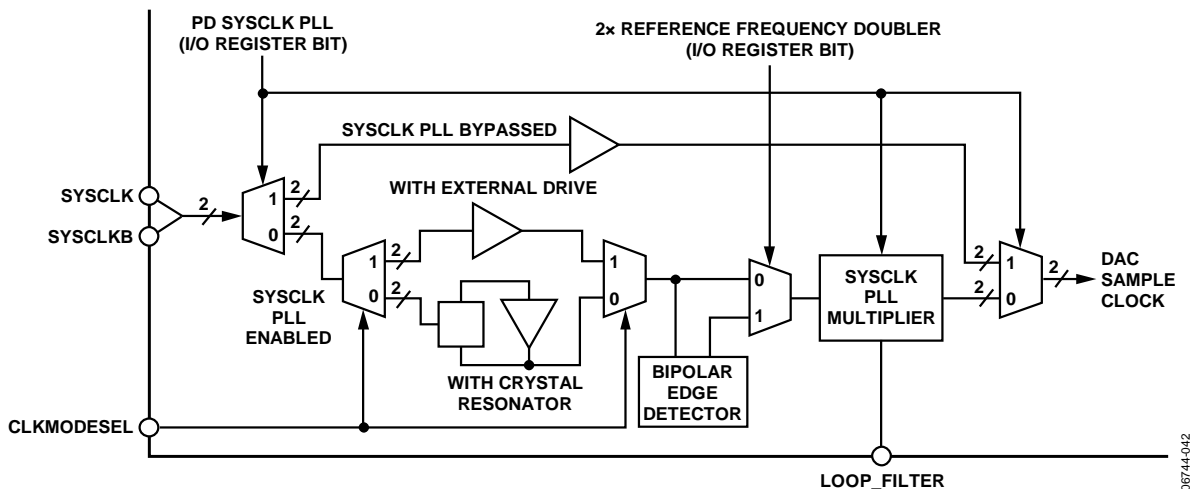 PD SYSCLK PLL
(I/O REGISTER BIT)
2× REFERENCE FREQUENCY DOUBLER
(I/O REGISTER BIT)
SYSCLK PLL BYPASSED
2
1
WITH EXTERNAL DRIVE
SYSCLK
2
SYSCLKB
0
2
2
1
1
0
2
1
2
DAC
SAMPLE
CLOCK
SYSCLK
PLL
MULTIPLIER
2
0
0
2
0
1
SYSCLK
PLL
ENABLED
WITH CRYSTAL
RESONATOR
BIPOLAR
EDGE
DETECTOR
CLKMODESEL
LOOP_FILTER
06744-042